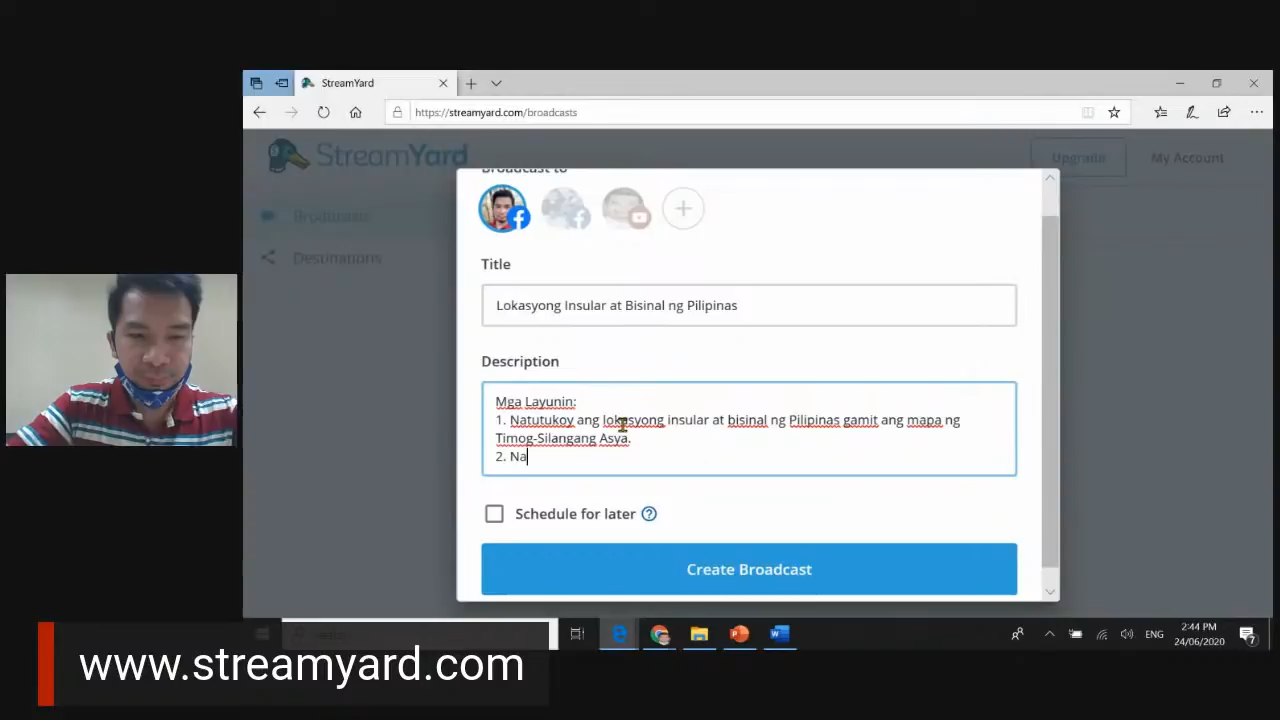 StreamYard
https://streamyard.com/broadcasts
StreamYard
Upgrade
My Account
Broadcasts
Destinations
Broadcast to
Title
Lokasyong Insular at Bisinal ng Pilipinas
Description
Mga Layunin:
1. Natutukoy ang lokasyong insular at bisinal ng Pilipinas gamit ang mapa ng
Timog-Silangang Asya.
2. Na
Schedule for later
Create Broadcast
ENG
2:44 PM
24/06/2020
7
www.streamyard.com